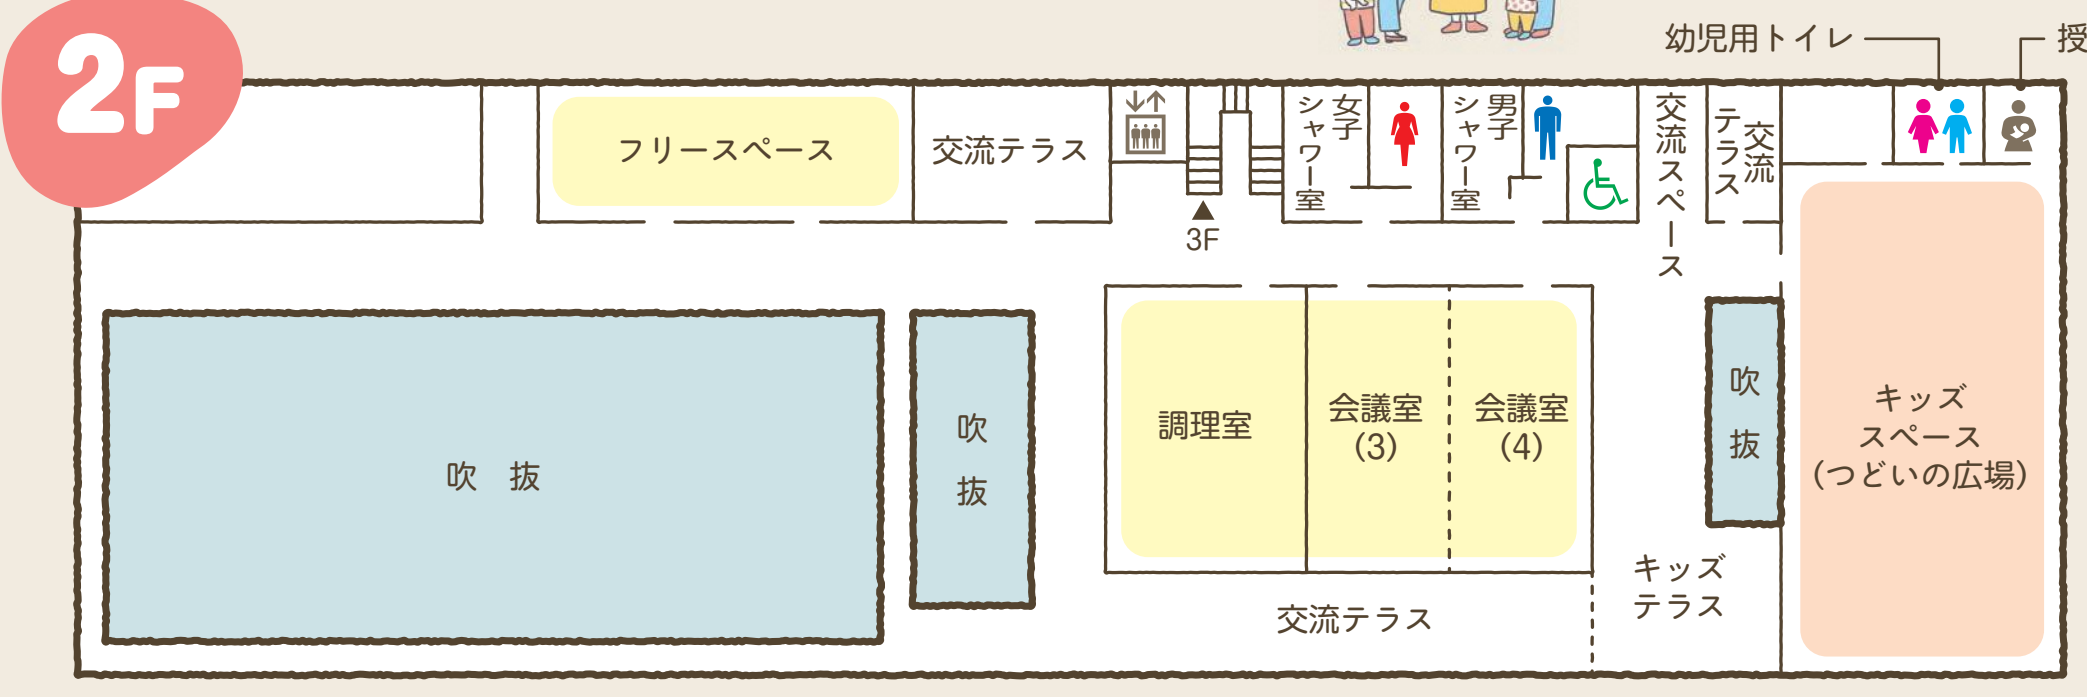 2F
幼児用トイレ
授
フリースペース
交流テラス
女子
シャワー室
男子
シャワー室
交流スペース
交流
テラス
3F
吹 抜
吹抜
調理室
会議室
(3)
会議室
(4)
吹抜
キッズ
スペース
(つどいの広場)
キッズ
テラス
交流テラス